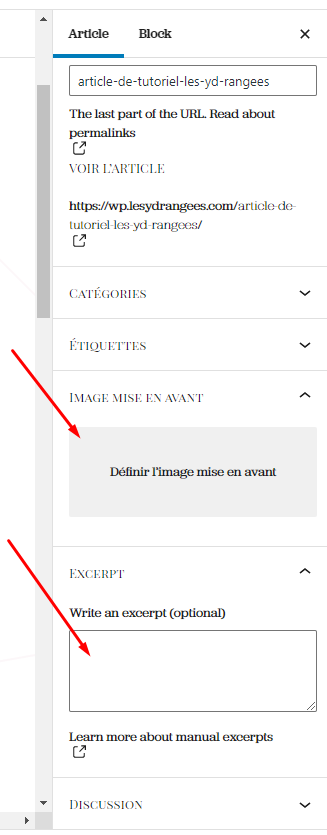 Article Block
article-de-tutoriel-les-yd-rangees
The last part of the URL. Read about
permalinks
VOIR L'ARTICLE
https://wp.lesydrangees.com/article-de-
tutoriel-les-yd-rangees/
CATÉGORIES
ÉTIQUETTES
IMAGE MISE EN AVANT
Définir l'image mise en avant
EXCERPT
Write an excerpt (optional)
Learn more about manual excerpts
DISCUSSION